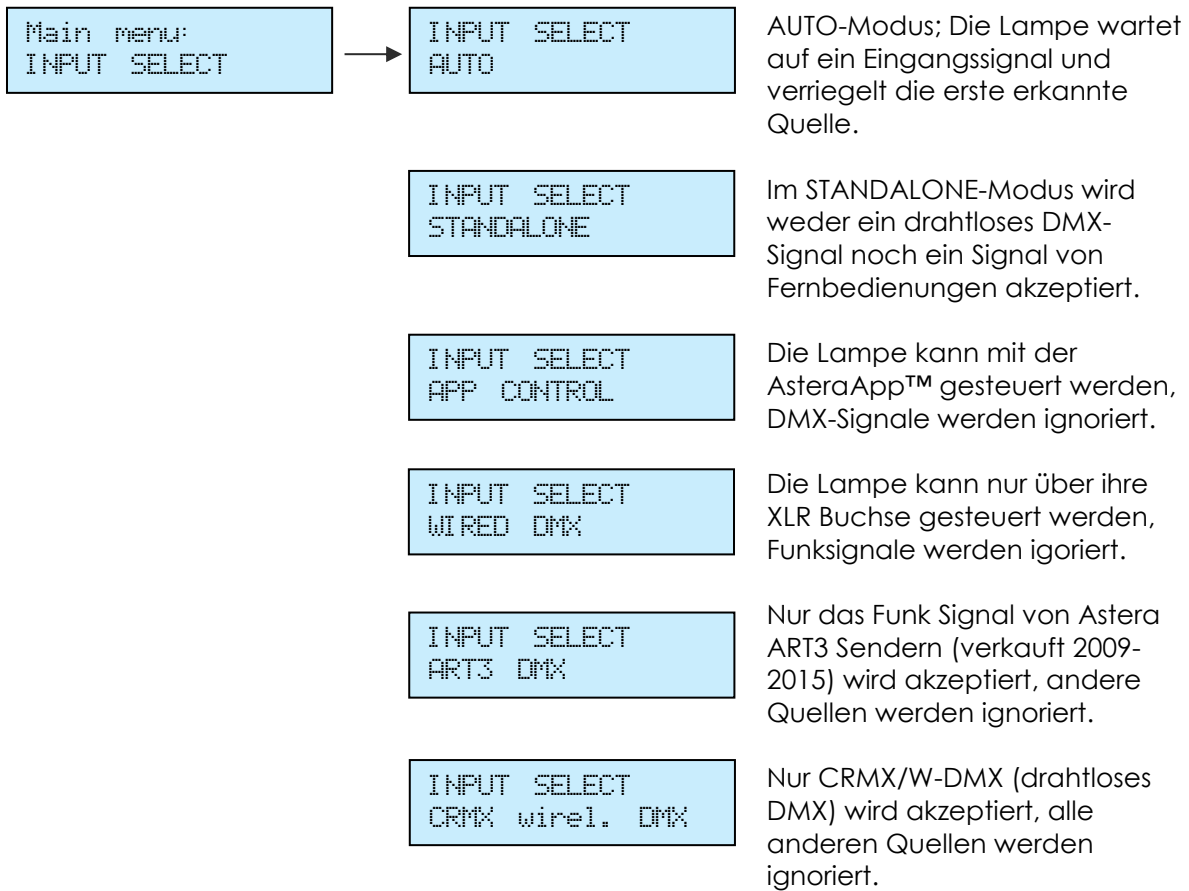 Main menu:
INPUT SELECT
INPUT SELECT
AUTO
AUTO-Modus; Die Lampe wartet
auf ein Eingangssignal und
verriegelt die erste erkannte
Quelle.
INPUT SELECT
STANDALONE
Im STANDALONE-Modus wird
weder ein drahtloses DMX-
Signal noch ein Signal von
Fernbedienungen akzeptiert.
INPUT SELECT
APP CONTROL
Die Lampe kann mit der
AsteraApp™ gesteuert werden,
DMX-Signale werden ignoriert.
INPUT SELECT
WIRED DMX
Die Lampe kann nur über ihre
XLR Buchse gesteuert werden,
Funksignale werden igoriert.
INPUT SELECT
ART3 DMX
Nur das Funk Signal von Astera
ART3 Sendern (verkauft 2009-
2015) wird akzeptiert, andere
Quellen werden ignoriert.
INPUT SELECT
CRMX wirel. DMX
Nur CRMX/W-DMX (drahtloses
DMX) wird akzeptiert, alle
anderen Quellen werden
ignoriert.